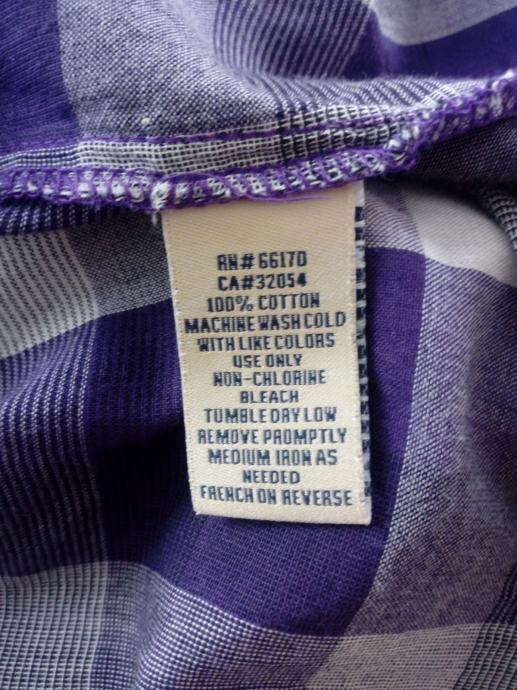 RN# 66170
CA#32054
100% COTTON
MACHINE WASH COLD
WITH LIKE COLORS
USE ONLY
NON-CHLORINE
BLEACH
TUMBLE DRY LOW
REMOVE PROMPTLY
MEDIUM IRON AS
NEEDED
FRENCH ON REVERSE